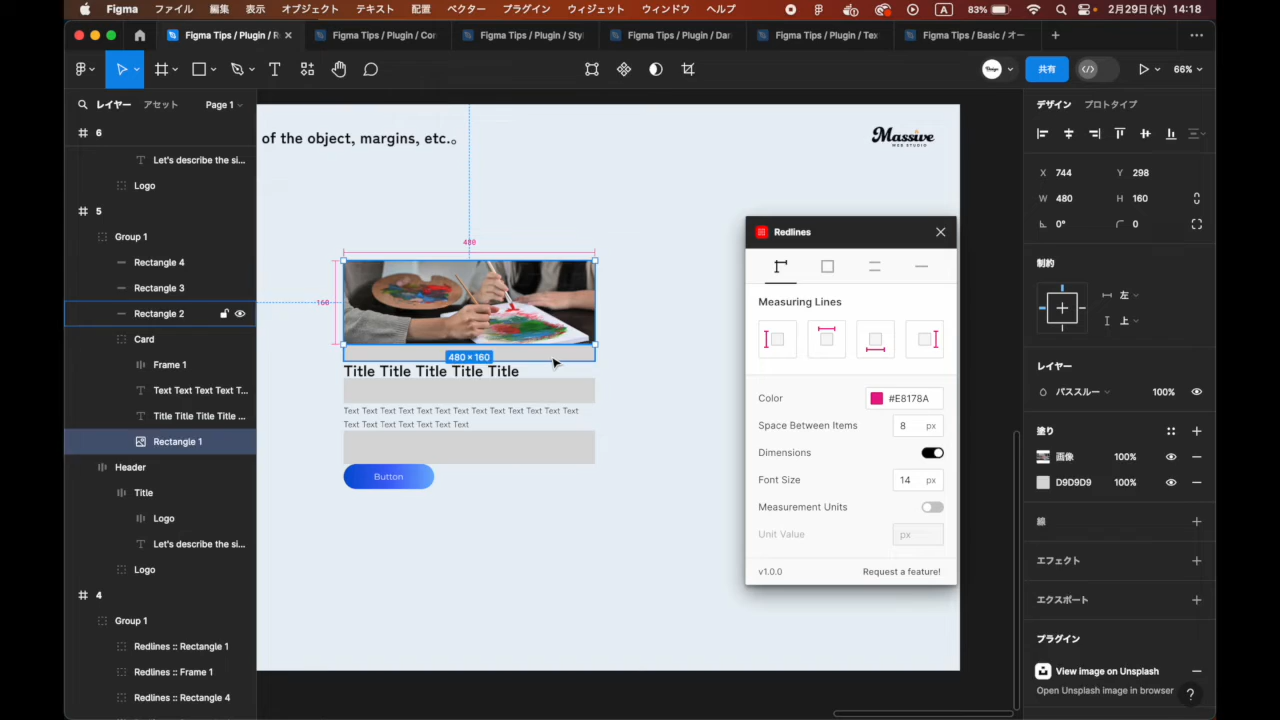 Figma ファイル 編集 表示 オブジェクト テキスト 配置 ベクター プラグイン ウィジェット ウィンドウ ヘルプ A 83% 2月29日(木) 14:18
Figma Tips / Plugin / R Figma Tips / Plugin / Cor Figma Tips / Plugin / Styl Figma Tips / Plugin / Dar Figma Tips / Plugin / Tex Figma Tips / Basic / オー
共有 66%
レイヤー アセット Page 1
デザイン プロトタイプ
6
of the object, margins, etc.。
Massive
WEB STUDIO
Let's describe the si...
Logo
5
Group 1
Rectangle 4
Rectangle 3
Rectangle 2
Card
Frame 1
Text Text Text Text T...
Title Title Title Title ...
Rectangle 1
Header
Title
Logo
Let's describe the si...
Logo
4
Group 1
Redlines :: Rectangle 1
Redlines :: Frame 1
Redlines :: Rectangle 4
480
160
480 × 160
Title Title Title Title Title
Text Text Text Text Text Text Text Text Text Text Text Text Text
Text Text Text Text Text Text Text
Button
Redlines
Measuring Lines
Color #E8178A
Space Between Items 8 px
Dimensions
Font Size 14 px
Measurement Units
Unit Value px
v1.0.0 Request a feature!
X 744 Y 298
W 480 H 160
0° 0
制約
左
上
レイヤー
パススルー 100%
塗り
画像 100%
D9D9D9 100%
線
エフェクト
エクスポート
プラグイン
View image on Unsplash
Open Unsplash image in browser
?